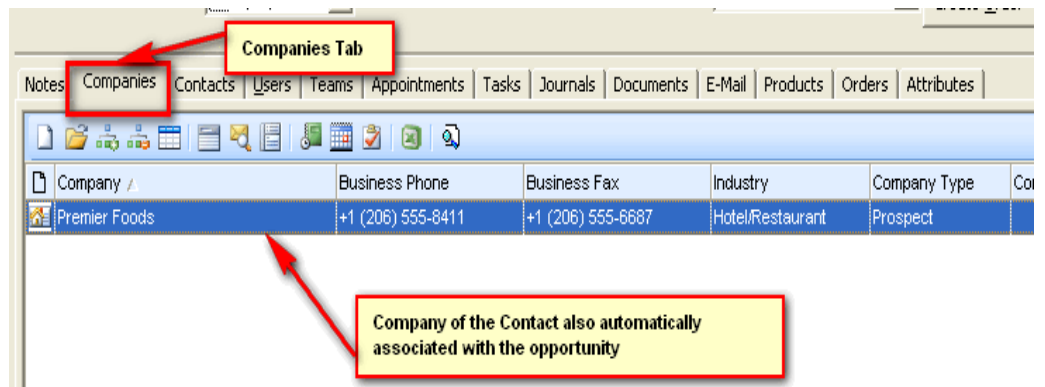 Companies Tab
Notes Companies Contacts Users Teams Appointments Tasks Journals Documents E-Mail Products Orders Attributes
Company Business Phone Business Fax Industry Company Type
Premier Foods +1 (206) 555-8411 +1 (206) 555-6687 Hotel/Restaurant Prospect
Company of the Contact also automatically
associated with the opportunity